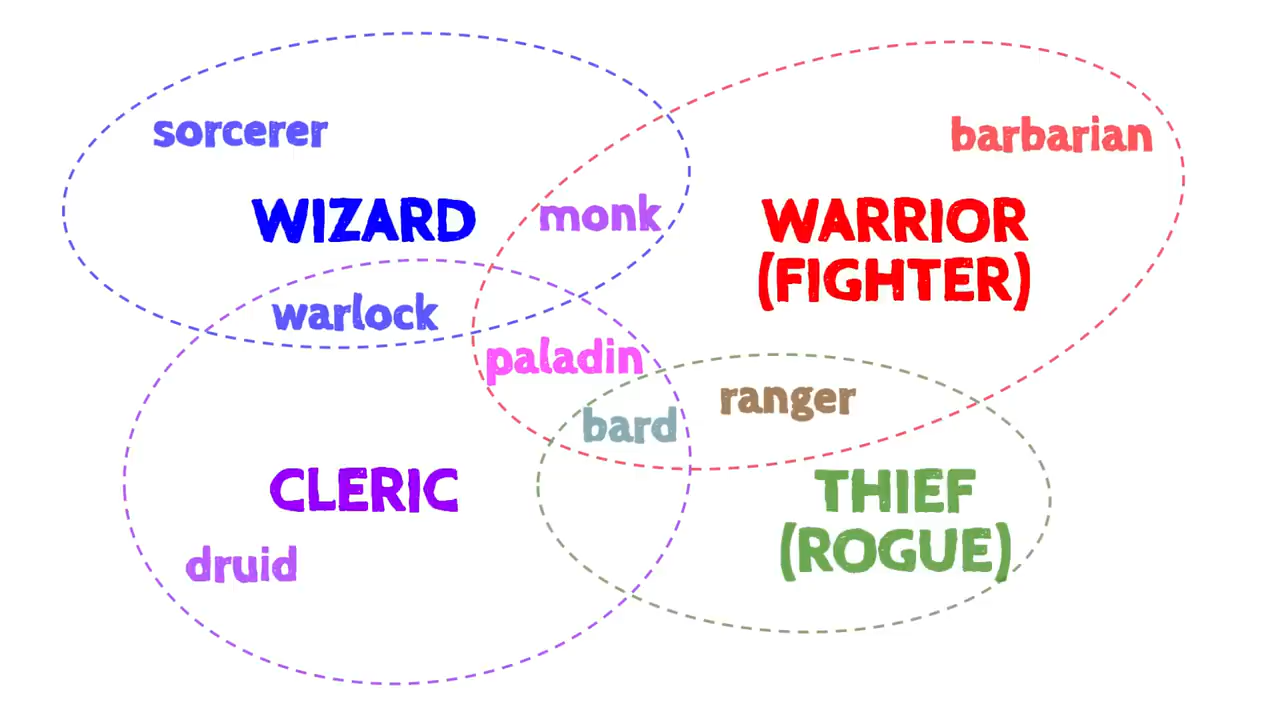 sorcerer
barbarian
WIZARD
monk
WARRIOR
(FIGHTER)
warlock
paladin
ranger
bard
CLERIC
THIEF
(ROGUE)
druid